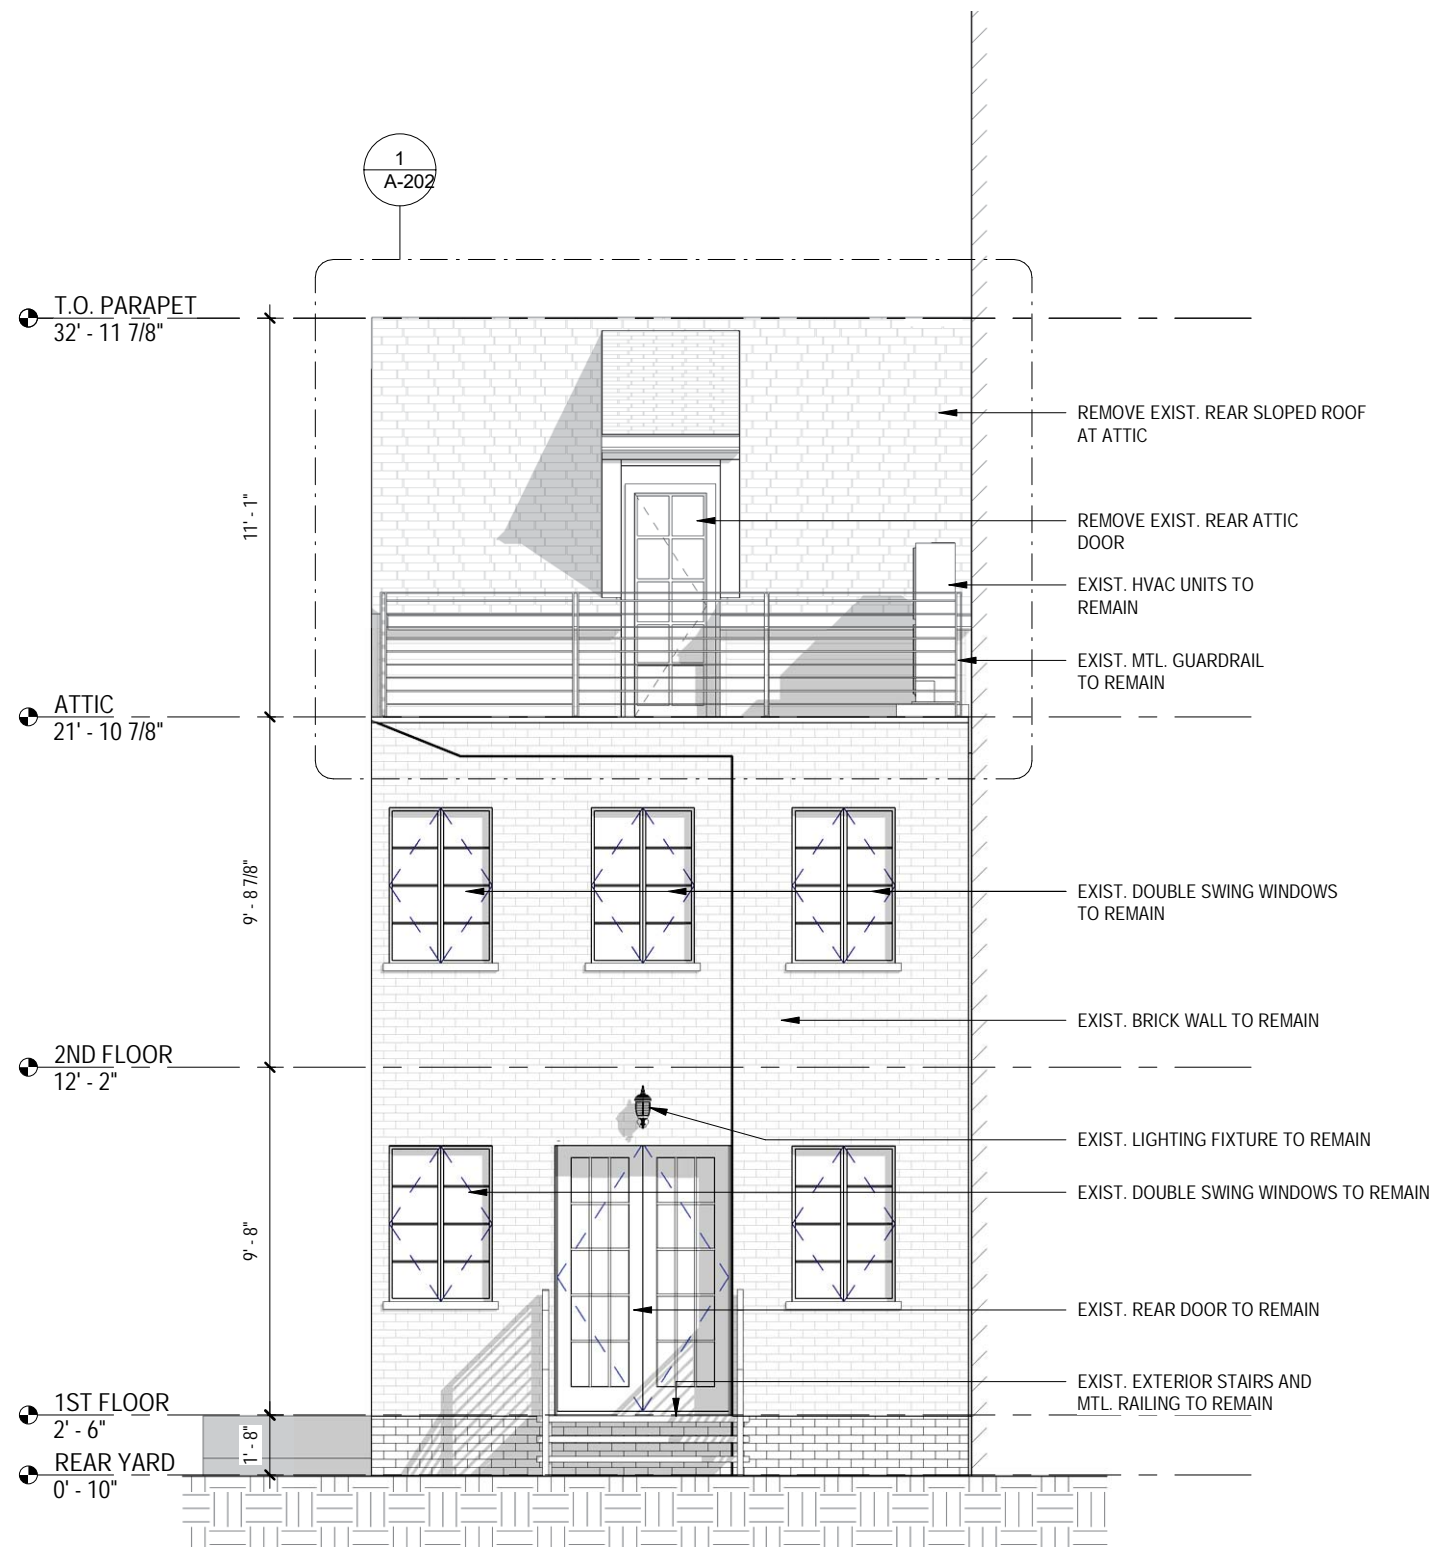 1
A-202
T.O. PARAPET
32' - 11 7/8"
REMOVE EXIST. REAR SLOPED ROOF
AT ATTIC
11' - 1"
REMOVE EXIST. REAR ATTIC
DOOR
EXIST. HVAC UNITS TO
REMAIN
EXIST. MTL. GUARDRAIL
TO REMAIN
ATTIC
21' - 10 7/8"
9' - 8 7/8"
EXIST. DOUBLE SWING WINDOWS
TO REMAIN
EXIST. BRICK WALL TO REMAIN
2ND FLOOR
12' - 2"
EXIST. LIGHTING FIXTURE TO REMAIN
EXIST. DOUBLE SWING WINDOWS TO REMAIN
9' - 8"
EXIST. REAR DOOR TO REMAIN
EXIST. EXTERIOR STAIRS AND
MTL. RAILING TO REMAIN
1ST FLOOR
2' - 6"
1' - 8"
REAR YARD
0' - 10"